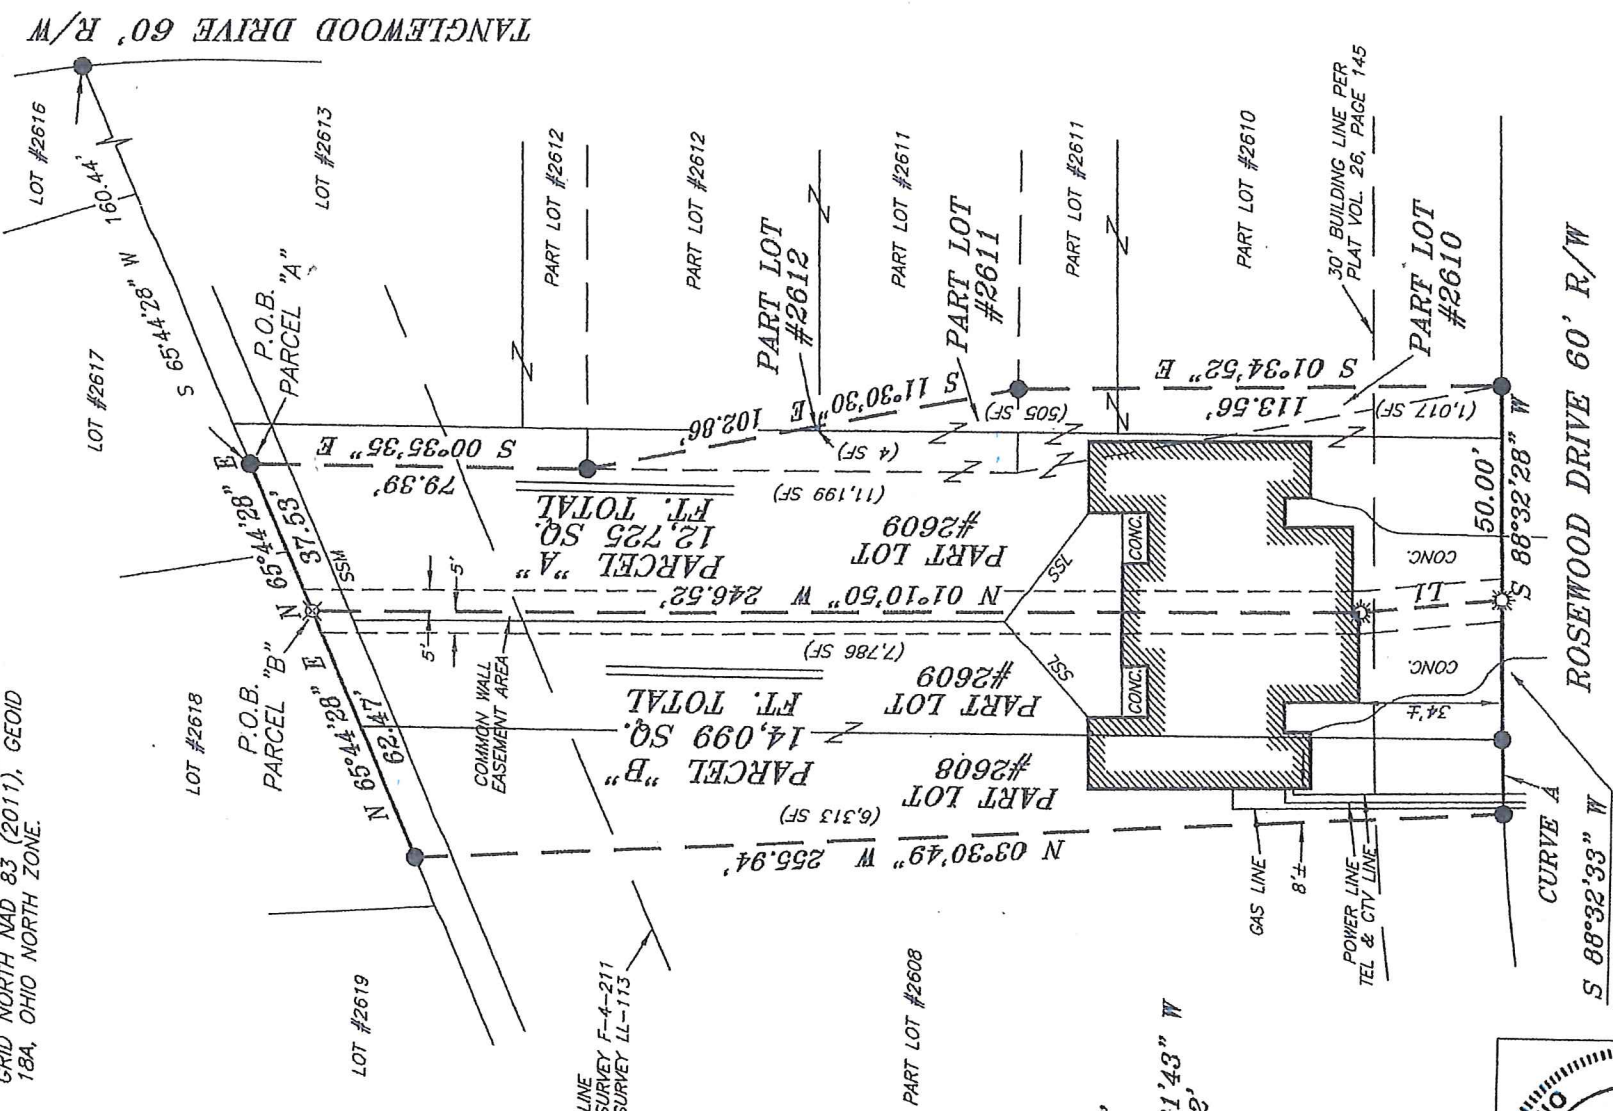 GRID NORTH NAD 83 (2011), GEOID
18A, OHIO NORTH ZONE.
TANGLEWOOD DRIVE 60' R/W
LOT #2616
160.44'
LOT #2613
S 65°44'28" W
LOT #2617
P.O.B.
PARCEL "A"
PART LOT #2612
PART LOT #2612
PART LOT #2611
PART LOT #2611
PART LOT #2610
30' BUILDING LINE PER
PLAT VOL. 26, PAGE 145
PART LOT
#2612
PART LOT
#2611
PART LOT
#2610
S 00°35'35" E
79.39'
S 11°30'30" E
102.86'
S 01°34'52" E
113.56'
(4 SF)
(505 SF)
(1,017 SF)
(11,199 SF)
N 65°44'28" E
37.53'
SSM
PARCEL "A"
12,725 SQ.
FT. TOTAL
PART LOT
#2609
N 01°10'50" W 246.52'
5'
5'
SSL
SSL
CONC.
CONC.
CONC.
CONC.
L1
50.00'
S 88°32'28" W
ROSEWOOD DRIVE 60' R/W
LOT #2618
P.O.B.
PARCEL "B"
N 65°44'28" E
62.47'
COMMON WALL
EASEMENT AREA
(7,786 SF)
PART LOT
#2609
PARCEL "B"
14,099 SQ.
FT. TOTAL
PART LOT
#2608
(6,313 SF)
34'±
N 03°30'49" W 255.94'
GAS LINE
8'±
POWER LINE
TEL & CTV LINE
CURVE A
S 88°32'33" W
LOT #2619
LINE
SURVEY F-4-211
SURVEY LL-113
PART LOT #2608
1'43" W
2'